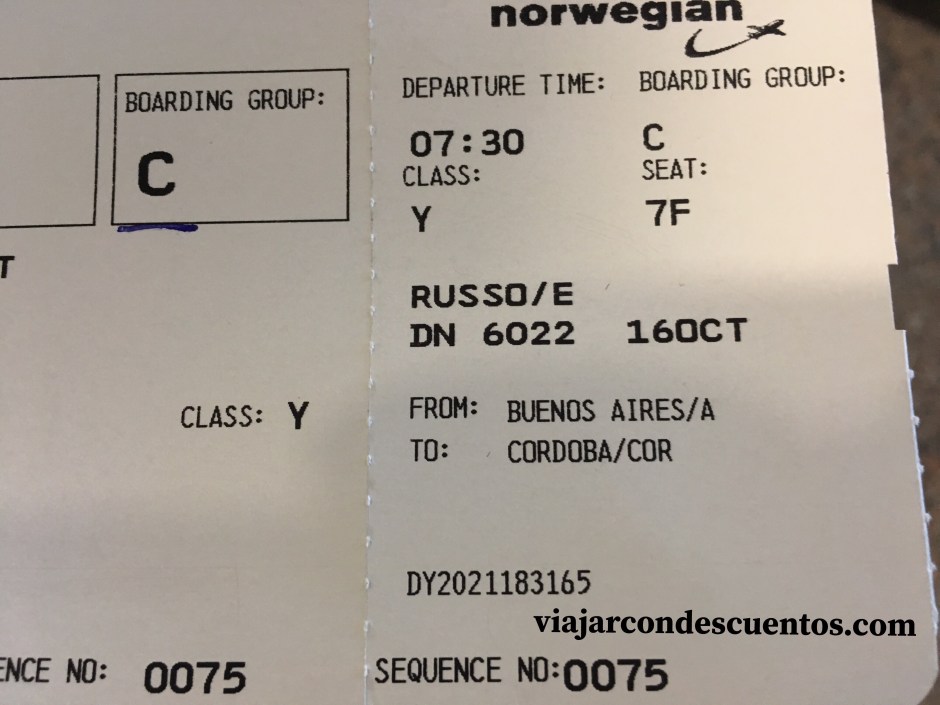 norwegian
BOARDING GROUP:
C
T
CLASS: Y
ENCE NO: 0075
DEPARTURE TIME: BOARDING GROUP:
07:30 C
CLASS: SEAT:
Y 7F
RUSSO/E
DN 6022 16OCT
FROM: BUENOS AIRES/A
TO: CORDOBA/COR
DY2021183165
viajarcondescuentos.com
SEQUENCE NO:0075